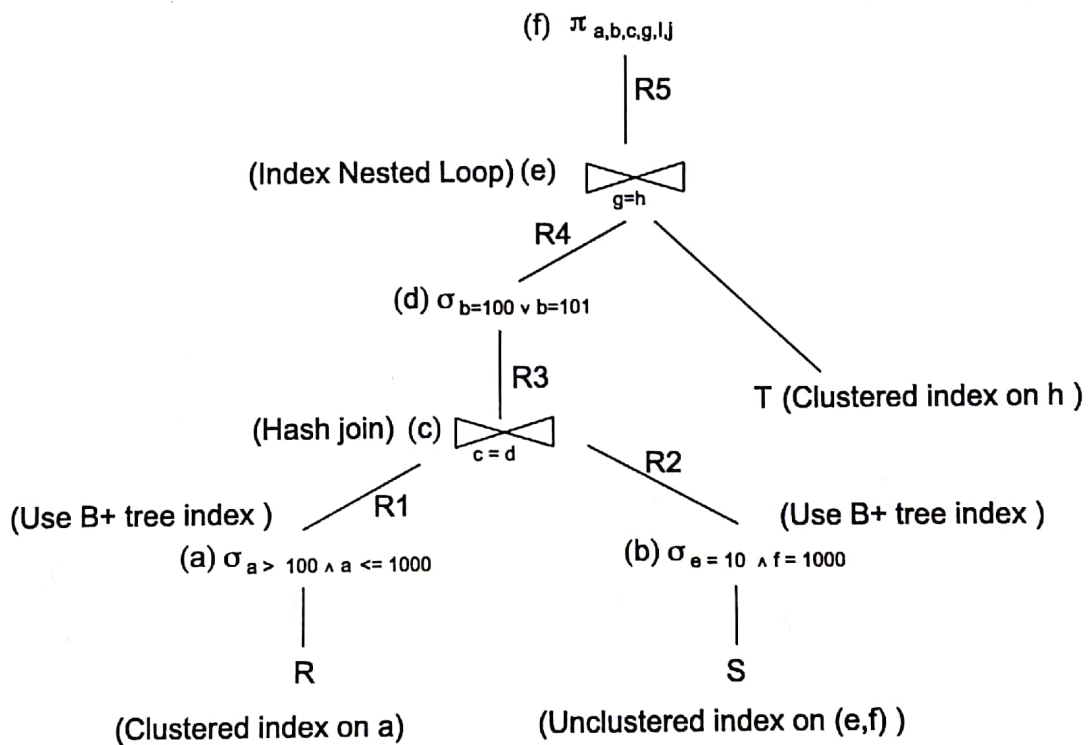 (f) π a,b,c,g,l,j
R5
(Index Nested Loop) (e)
g=h
R4
(d) σ b=100 v b=101
R3
T (Clustered index on h )
(Hash join) (c)
c = d
R2
R1
(Use B+ tree index )
(Use B+ tree index )
(a) σ a > 100 ∧ a <= 1000
(b) σ e = 10 ∧ f = 1000
R
S
(Clustered index on a)
(Unclustered index on (e,f) )